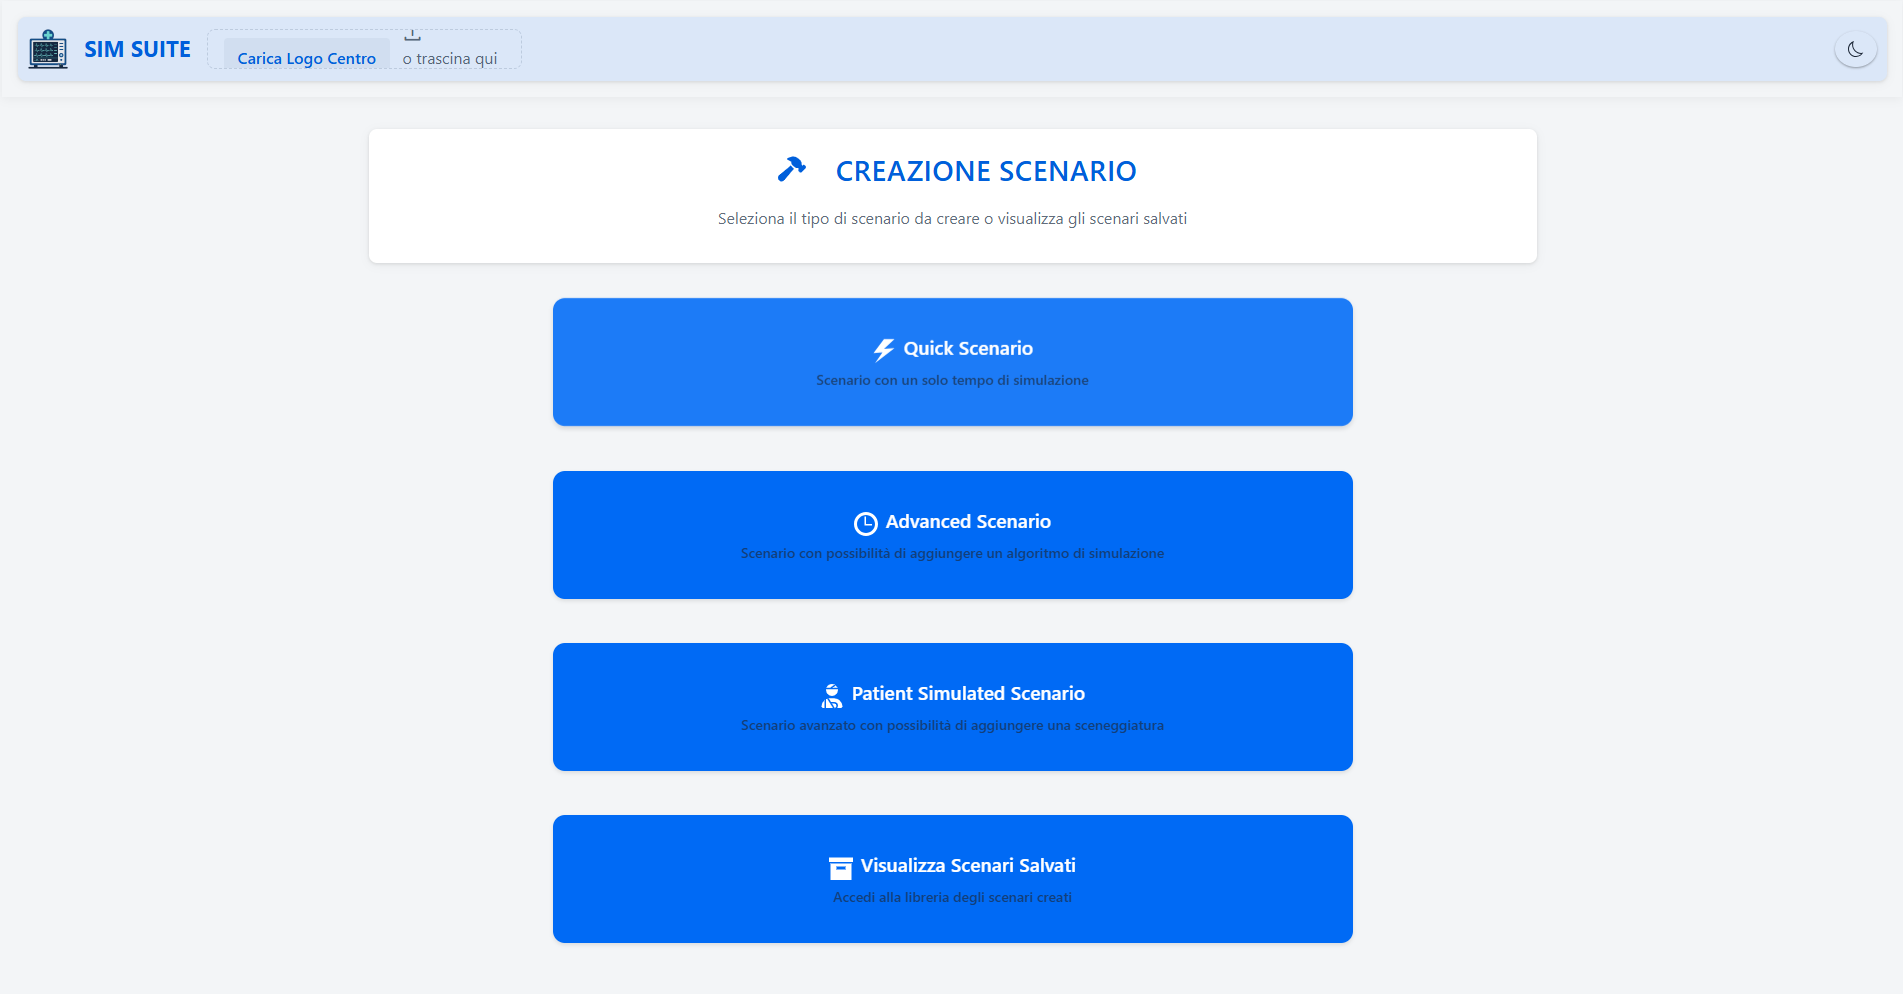 SIM SUITE
Carica Logo Centro
o trascina qui
CREAZIONE SCENARIO
Seleziona il tipo di scenario da creare o visualizza gli scenari salvati
Quick Scenario
Scenario con un solo tempo di simulazione
Advanced Scenario
Scenario con possibilità di aggiungere un algoritmo di simulazione
Patient Simulated Scenario
Scenario avanzato con possibilità di aggiungere una sceneggiatura
Visualizza Scenari Salvati
Accedi alla libreria degli scenari creati